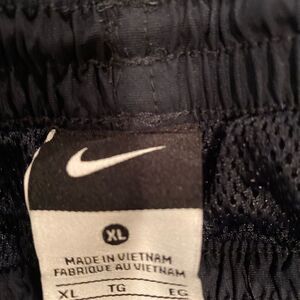 XL
MADE IN VIETNAM
FABRIQUÉ AU VIETNAM
XL TG EG